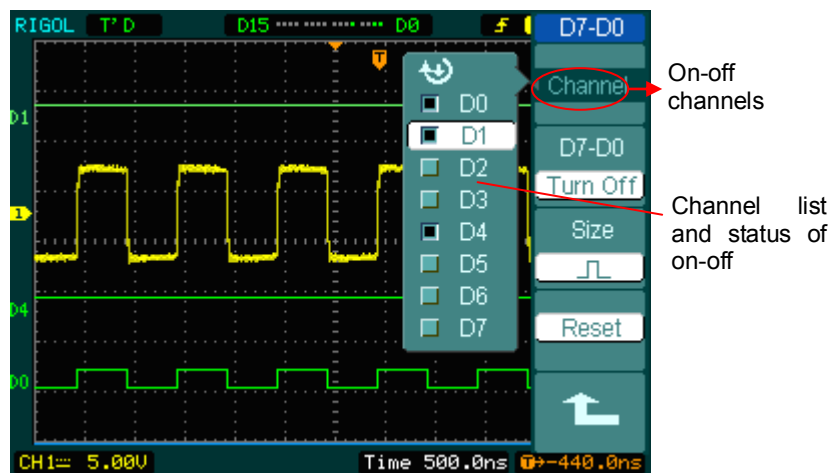 RIGOL T'D D15 D0 D7-D0
Channel
On-off
channels
D0
D1
D2
D3
D4
D5
D6
D7
D7-D0
Turn Off
Size
Reset
Channel list
and status of
on-off
D1
T
1
D4
D0
CH1 5.00V Time 500.0ns T→-440.0ns